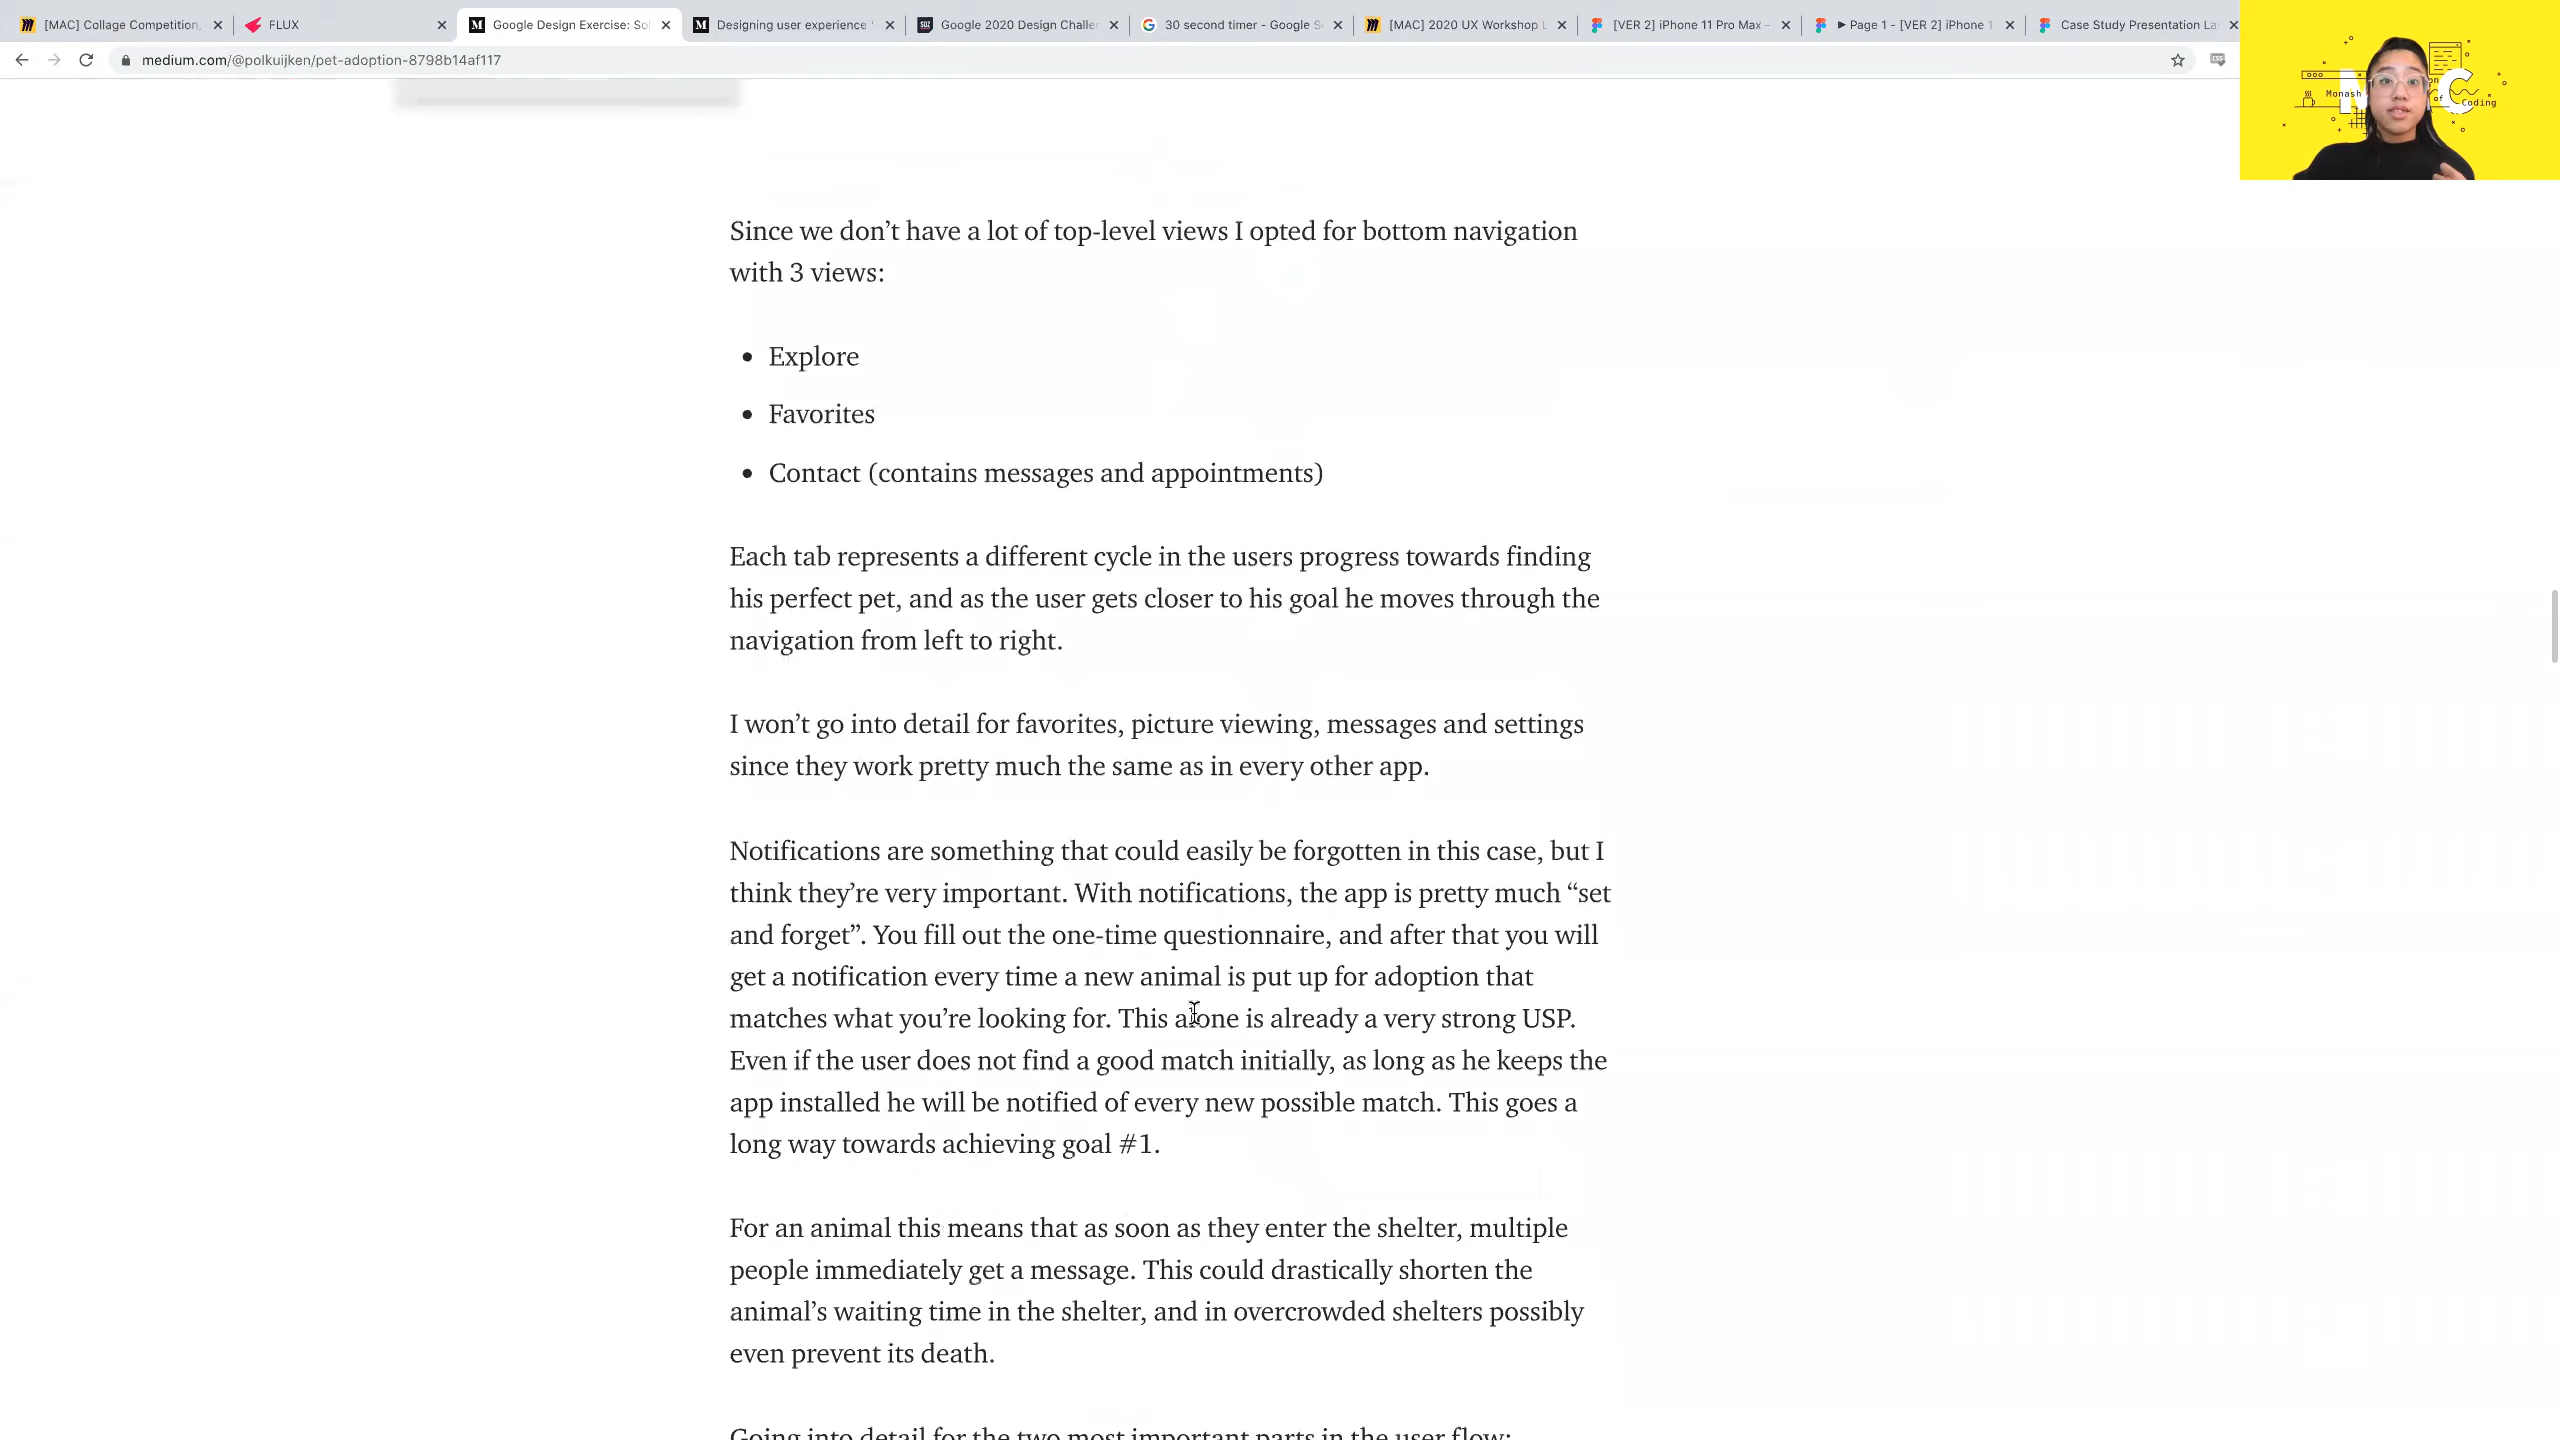 [MAC] Collage Competition,
FLUX
Google Design Exercise: Sol
Designing user experience
Google 2020 Design Challe
30 second timer - Google S
[MAC] 2020 UX Workshop L
[VER 2] iPhone 11 Pro Max -
▶ Page 1 - [VER 2] iPhone 1
Case Study Presentation La
medium.com/@polkuijken/pet-adoption-8798b14af117
Monash
of
Coding
Since we don’t have a lot of top-level views I opted for bottom navigation
with 3 views:
• Explore
• Favorites
• Contact (contains messages and appointments)
Each tab represents a different cycle in the users progress towards finding
his perfect pet, and as the user gets closer to his goal he moves through the
navigation from left to right.
I won’t go into detail for favorites, picture viewing, messages and settings
since they work pretty much the same as in every other app.
Notifications are something that could easily be forgotten in this case, but I
think they’re very important. With notifications, the app is pretty much “set
and forget”. You fill out the one-time questionnaire, and after that you will
get a notification every time a new animal is put up for adoption that
matches what you’re looking for. This alone is already a very strong USP.
Even if the user does not find a good match initially, as long as he keeps the
app installed he will be notified of every new possible match. This goes a
long way towards achieving goal #1.
For an animal this means that as soon as they enter the shelter, multiple
people immediately get a message. This could drastically shorten the
animal’s waiting time in the shelter, and in overcrowded shelters possibly
even prevent its death.
Going into detail for the two most important parts in the user flow: